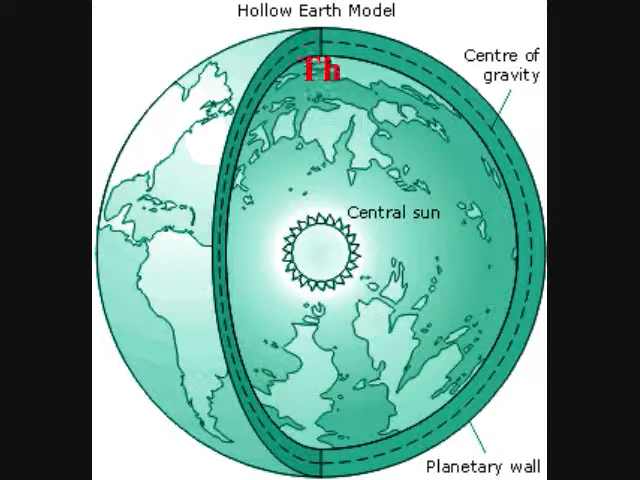 Hollow Earth Model
Centre of
gravity
Th
Central sun
Planetary wall